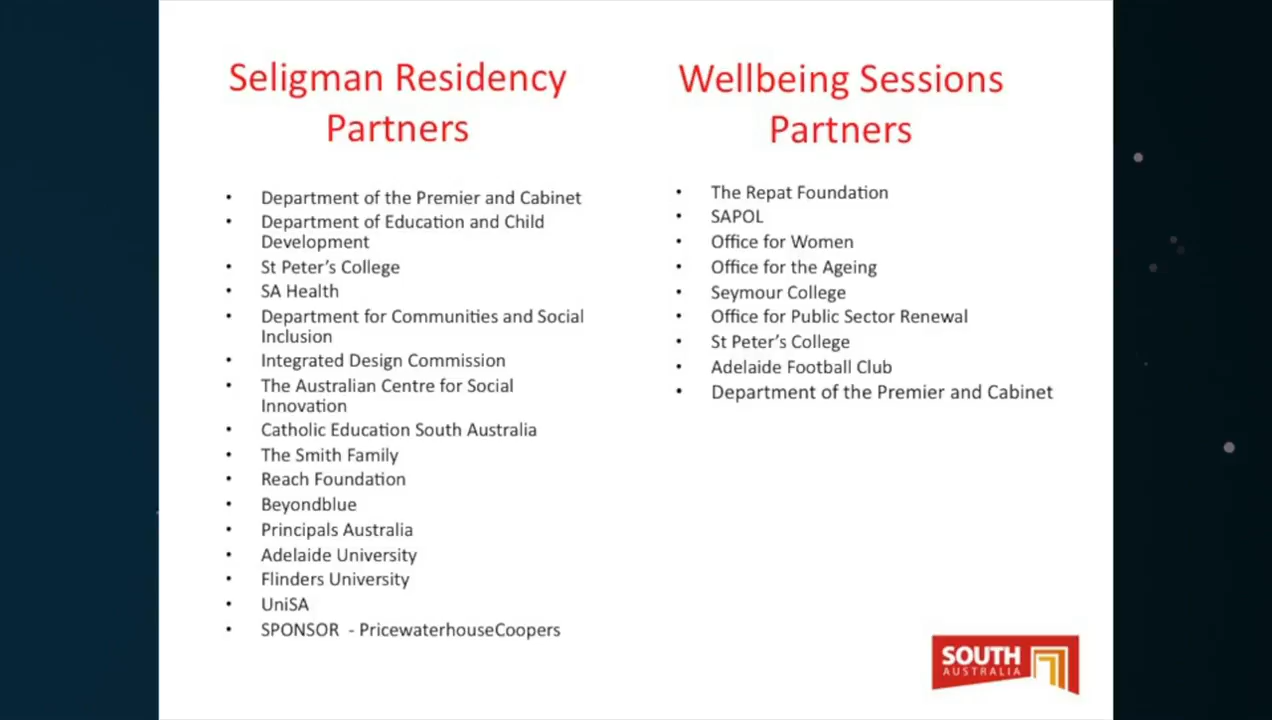 Seligman Residency
Partners
• Department of the Premier and Cabinet
• Department of Education and Child
Development
• St Peter’s College
• SA Health
• Department for Communities and Social
Inclusion
• Integrated Design Commission
• The Australian Centre for Social
Innovation
• Catholic Education South Australia
• The Smith Family
• Reach Foundation
• Beyondblue
• Principals Australia
• Adelaide University
• Flinders University
• UniSA
• SPONSOR - PricewaterhouseCoopers
Wellbeing Sessions
Partners
• The Repat Foundation
• SAPOL
• Office for Women
• Office for the Ageing
• Seymour College
• Office for Public Sector Renewal
• St Peter’s College
• Adelaide Football Club
• Department of the Premier and Cabinet
SOUTH
AUSTRALIA